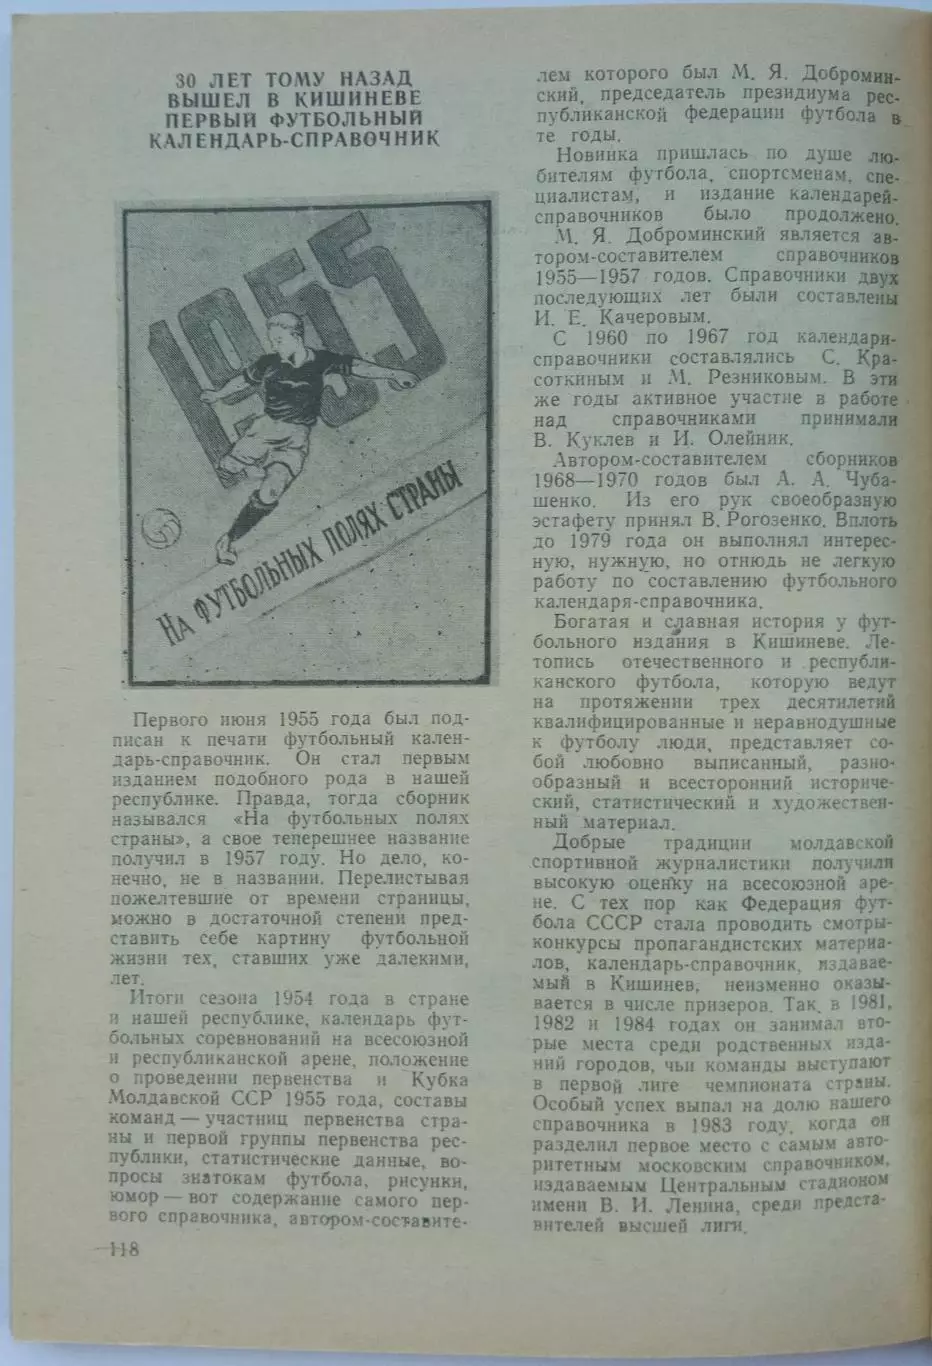 30 ЛЕТ ТОМУ НАЗАД
ВЫШЕЛ В КИШИНЕВЕ
ПЕРВЫЙ ФУТБОЛЬНЫЙ
КАЛЕНДАРЬ-СПРАВОЧНИК
1955
НА ФУТБОЛЬНЫХ ПОЛЯХ СТРАНЫ
Первого июня 1955 года был под-
писан к печати футбольный кален-
дарь-справочник. Он стал первым
изданием подобного рода в нашей
республике. Правда, тогда сборник
назывался «На футбольных полях
страны», а свое теперешнее название
получил в 1957 году. Но дело, ко-
нечно, не в названии. Перелистывая
пожелтевшие от времени страницы,
можно в достаточной степени пред-
ставить себе картину футбольной
жизни тех, ставших уже далекими,
лет.
Итоги сезона 1954 года в стране
и нашей республике, календарь фут-
больных соревнований на всесоюзной
и республиканской арене, положение
о проведении первенства и Кубка
Молдавской ССР 1955 года, составы
команд — участниц первенства стра-
ны и первой группы первенства рес-
публики, статистические данные, во-
просы знатокам футбола, рисунки,
юмор — вот содержание самого пер-
вого справочника, автором-составите-
118
лем которого был М. Я. Доброми­н-
ский, председатель президиума рес-
публиканской федерации футбола в
те годы.
Новинка пришлась по душе лю-
бителям футбола, спортсменам, спе-
циалистам, и издание календарей-
справочников было продолжено.
М. Я. Доброминский является ав-
тором-составителем справочников
1955—1957 годов. Справочники двух
последующих лет были составлены
И. Е. Качеровым.
С 1960 по 1967 год календари-
справочники составлялись С. Кра-
соткиным и М. Резниковым. В эти
же годы активное участие в работе
над справочниками принимали
В. Куклев и И. Олейник.
Автором-составителем сборников
1968—1970 годов был А. А. Чуба-
шенко. Из его рук своеобразную
эстафету принял В. Рогозенко. Вплоть
до 1979 года он выполнял интерес-
ную, нужную, но отнюдь не легкую
работу по составлению футбольного
календаря-справочника.
Богатая и славная история у фут-
больного издания в Кишиневе. Ле-
топись отечественного и республи-
канского футбола, которую ведут
на протяжении трех десятилетий
квалифицированные и неравнодушные
к футболу люди, представляет со-
бой любовно выписанный, разно-
образный и всесторонний историче-
ский, статистический и художествен-
ный материал.
Добрые традиции молдавской
спортивной журналистики получили
высокую оценку на всесоюзной аре-
не. С тех пор как Федерация фут-
бола СССР стала проводить смотры-
конкурсы пропагандистских материа-
лов, календарь-справочник, издавае-
мый в Кишинев, неизменно оказы-
вается в числе призеров. Так, в 1981,
1982 и 1984 годах он занимал вто-
рые места среди родственных изда-
ний городов, чьи команды выступают
в первой лиге чемпионата страны.
Особый успех выпал на долю нашего
справочника в 1983 году, когда он
разделил первое место с самым авто-
ритетным московским справочником,
издаваемым Центральным стадионом
имени В. И. Ленина, среди предста-
вителей высшей лиги.